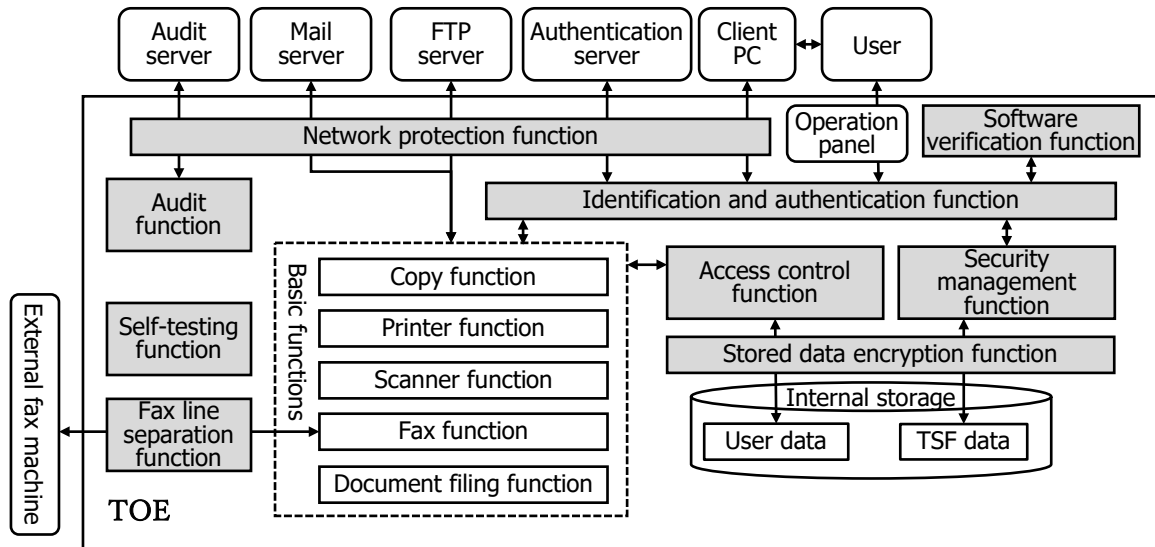 Audit
server
Mail
server
FTP
server
Authentication
server
Client
PC
User
Network protection function
Operation
panel
Software
verification function
Audit
function
Identification and authentication function
Basic functions
Copy function
Printer function
Scanner function
Fax function
Document filing function
Access control
function
Security
management
function
Self-testing
function
Stored data encryption function
Internal storage
User data
TSF data
External fax machine
Fax line
separation
function
TOE